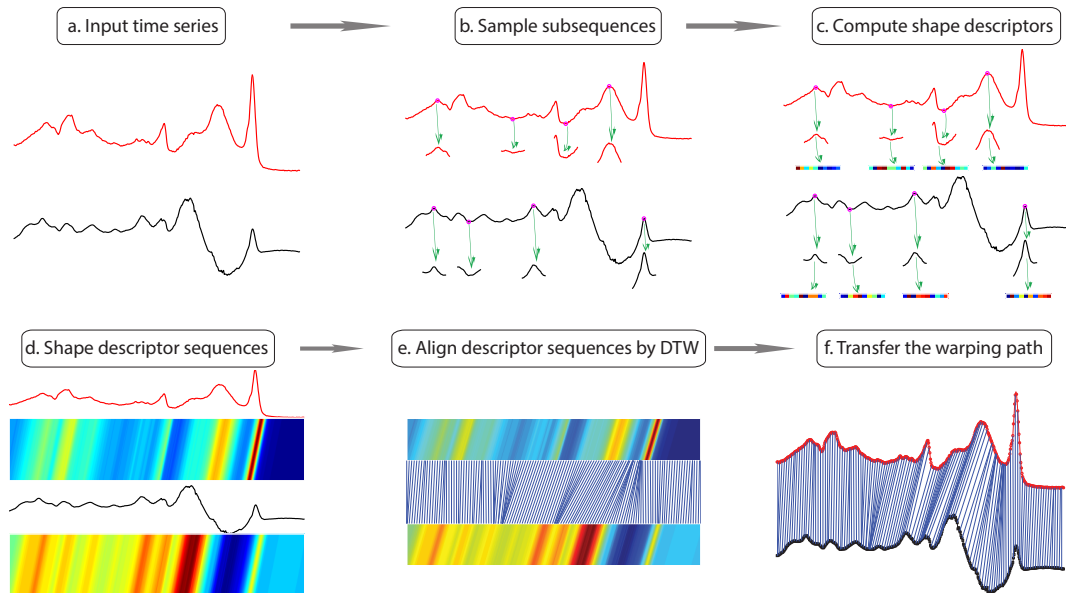 a. Input time series
b. Sample subsequences
c. Compute shape descriptors
d. Shape descriptor sequences
e. Align descriptor sequences by DTW
f. Transfer the warping path